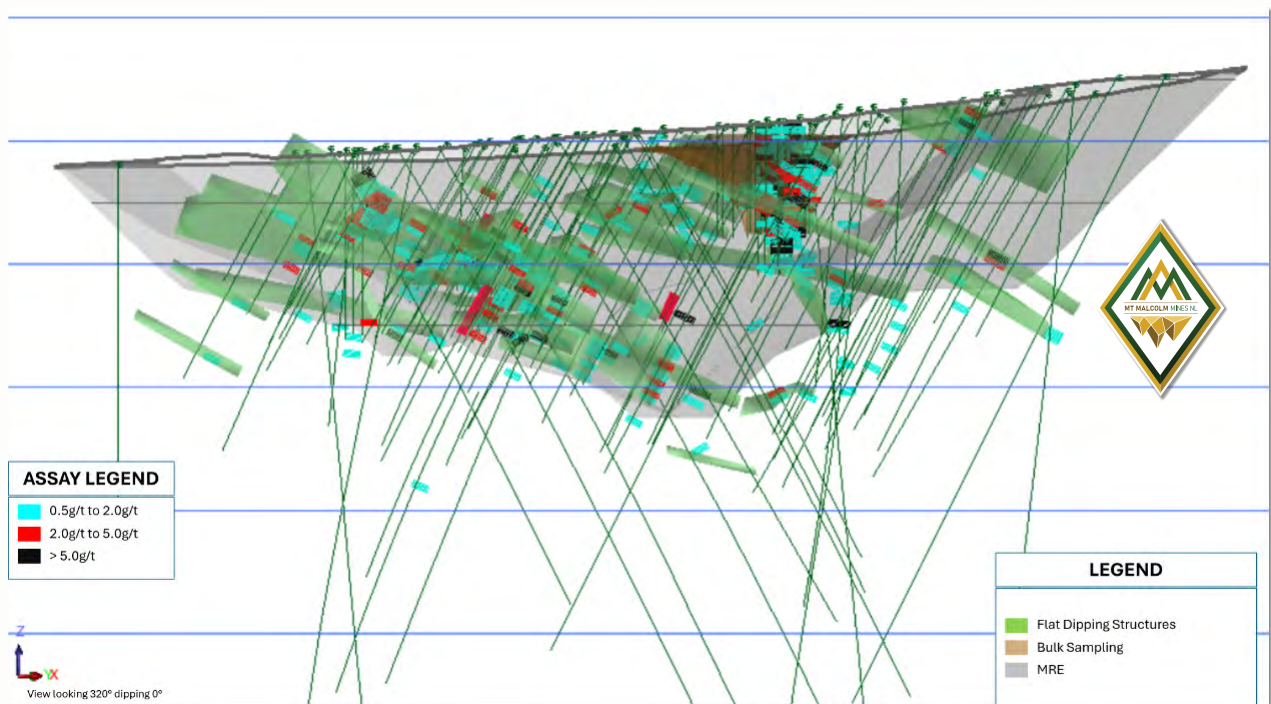 MT MALCOLM MINES NL
ASSAY LEGEND
0.5g/t to 2.0g/t
2.0g/t to 5.0g/t
> 5.0g/t
LEGEND
Flat Dipping Structures
Bulk Sampling
MRE
Z
YX
View looking 320° dipping 0°